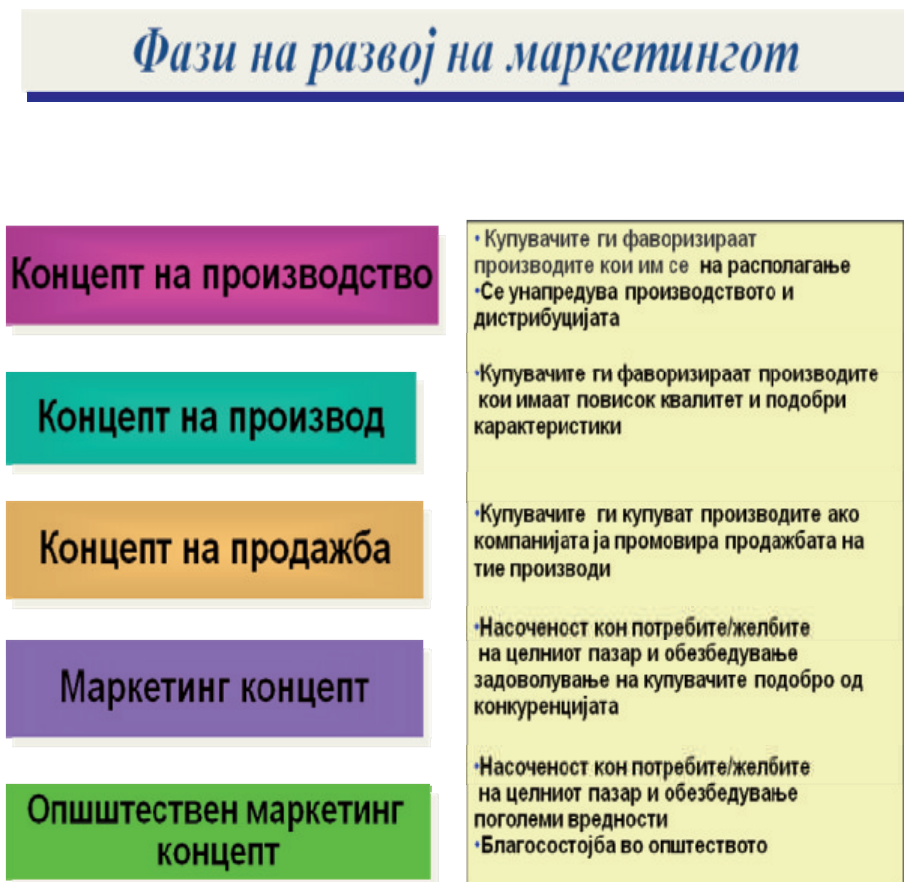 Фази на развој на маркетингот
Концепт на производство
• Купувачите ги фаворизираат
производите кои им се на располагање
•Се унапредува производството и
дистрибуцијата
Концепт на производ
•Купувачите ги фаворизираат производите
кои имаат повисок квалитет и подобри
карактеристики
Концепт на продажба
•Купувачите ги купуват производите ако
компанијата ја промовира продажбата на
тие производи
Маркетинг концепт
•Насоченост кон потребите/желбите
на целниот пазар и обезбедување
задоволување на купувачите подобро од
конкуренцијата
Опшштествен маркетинг
концепт
•Насоченост кон потребите/желбите
на целниот пазар и обезбедување
поголеми вредности
•Благосостојба во општеството